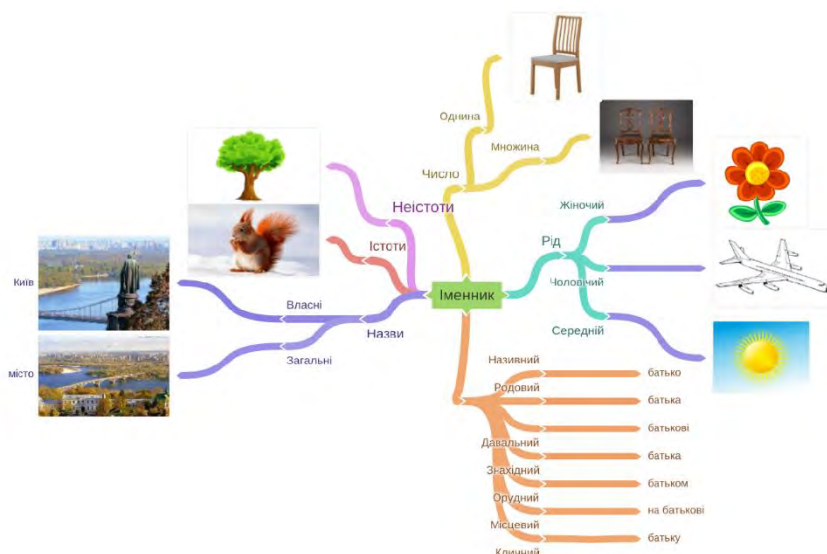 Однина
Множина
Число
Неістоти
Істоти
Жіночий
Рід
Чоловічий
Середній
Іменник
Київ
Власні
Назви
Загальні
місто
Називний
батько
Родовий
батька
батькові
Давальний
батька
Знахідний
батьком
Орудний
на батькові
Місцевий
батьку
Кличний